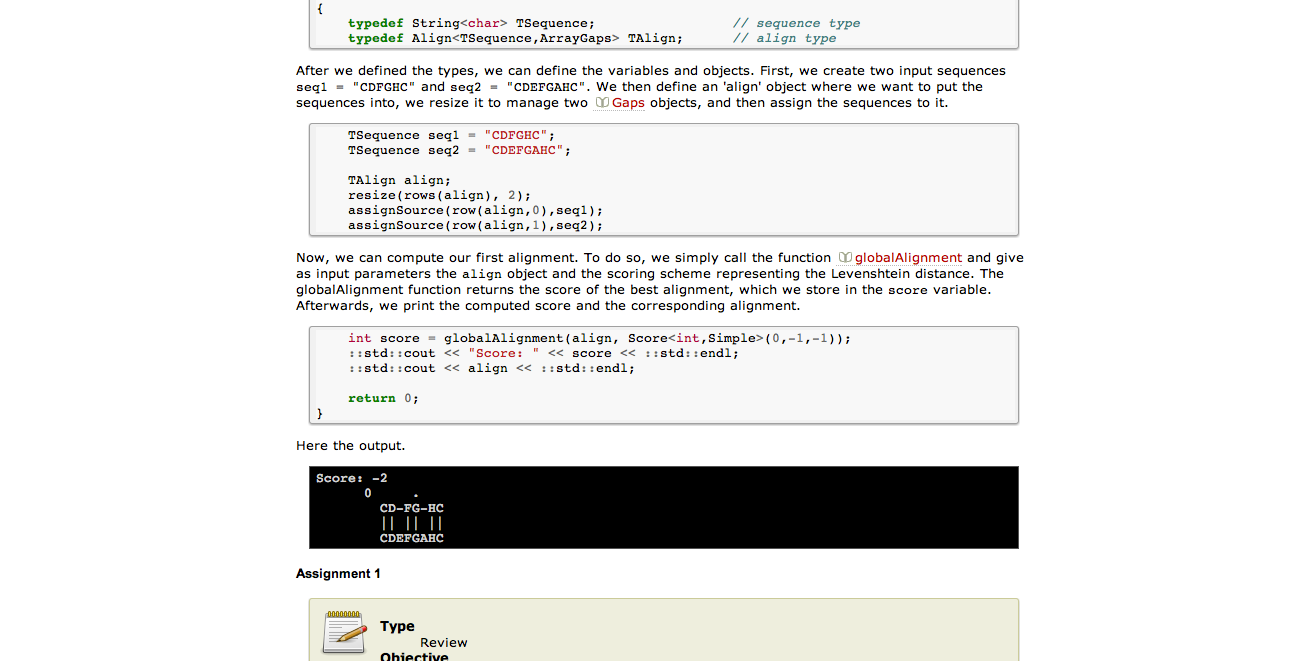 {
    typedef String<char> TSequence;                 // sequence type
    typedef Align<TSequence,ArrayGaps> TAlign;      // align type
After we defined the types, we can define the variables and objects. First, we create two input sequences
seq1 = "CDFGHC" and seq2 = "CDEFGAHC". We then define an 'align' object where we want to put the
sequences into, we resize it to manage two Gaps objects, and then assign the sequences to it.
    TSequence seq1 = "CDFGHC";
    TSequence seq2 = "CDEFGAHC";
    TAlign align;
    resize(rows(align), 2);
    assignSource(row(align,0),seq1);
    assignSource(row(align,1),seq2);
Now, we can compute our first alignment. To do so, we simply call the function globalAlignment and give
as input parameters the align object and the scoring scheme representing the Levenshtein distance. The
globalAlignment function returns the score of the best alignment, which we store in the score variable.
Afterwards, we print the computed score and the corresponding alignment.
    int score = globalAlignment(align, Score<int,Simple>(0,-1,-1));
    ::std::cout << "Score: " << score << ::std::endl;
    ::std::cout << align << ::std::endl;
    return 0;
}
Here the output.
Score: -2
      0     .
        CD-FG-HC
        || || ||
        CDEFGAHC
Assignment 1
Type
Review
Objective